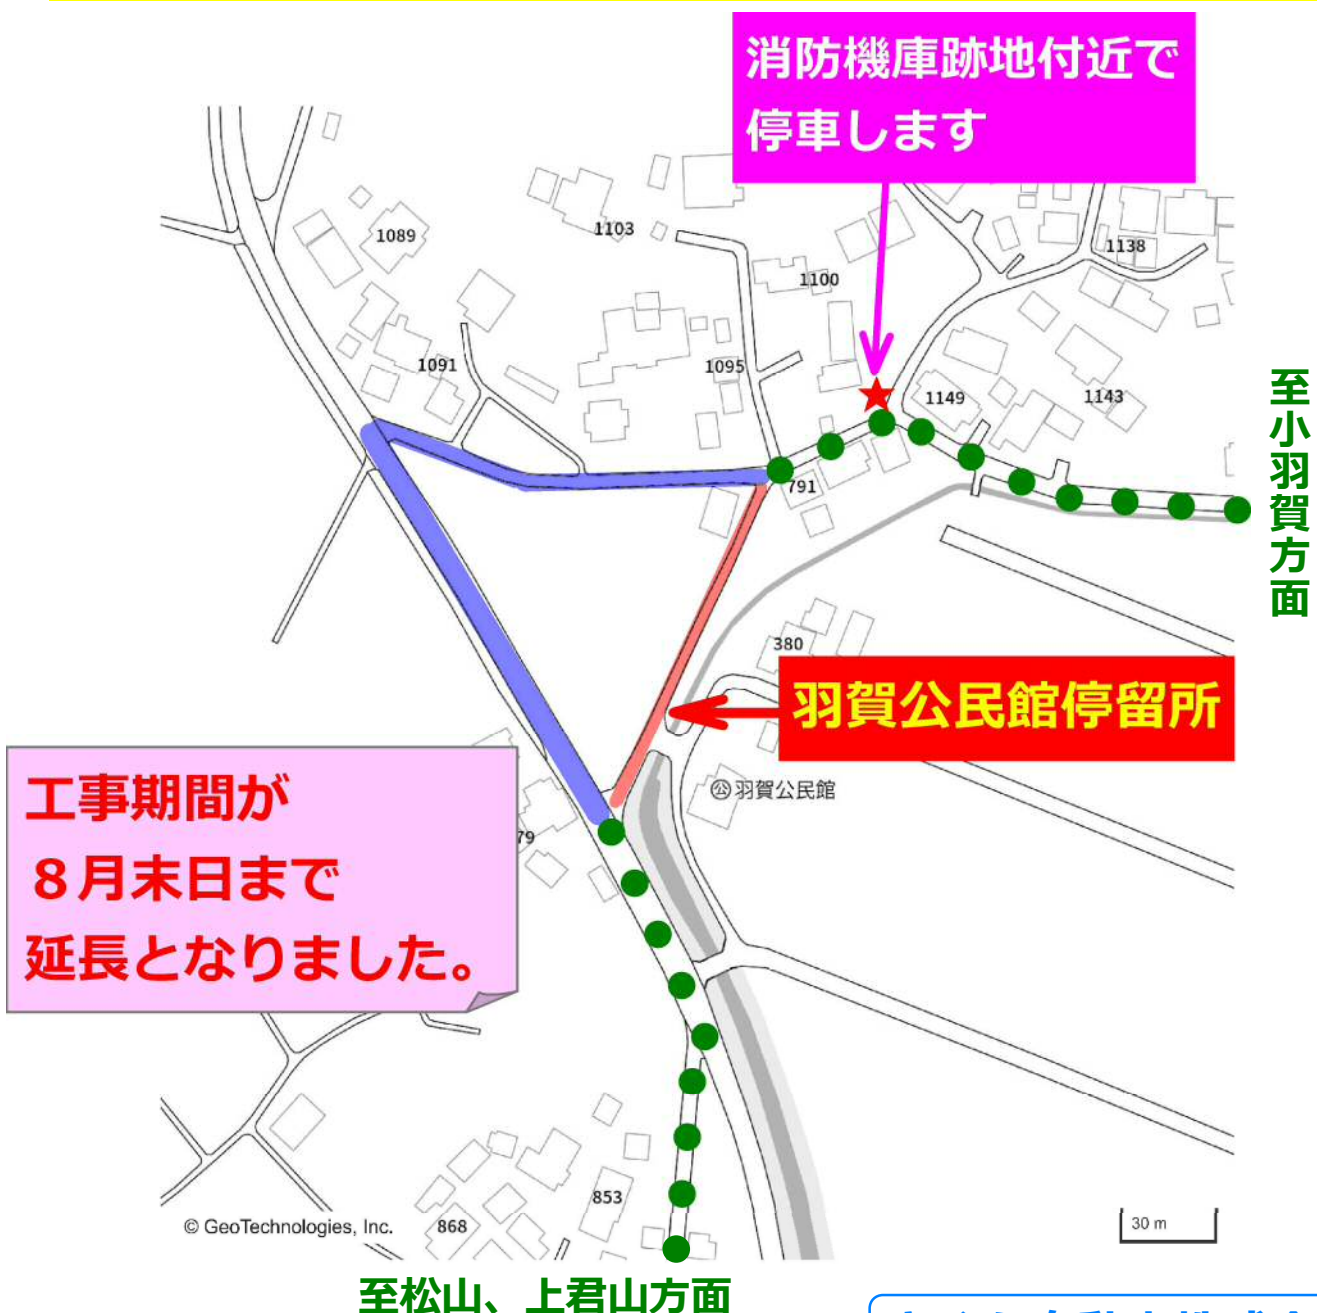 消防機庫跡地付近で
停車します
1089
1103
1138
1100
1091
1095
1149
1143
至小羽賀方面
791
380
羽賀公民館停留所
工事期間が
８月末日まで
延長となりました。
㊗羽賀公民館
79
853
868
© GeoTechnologies, Inc.
30 m
至松山、上君山方面